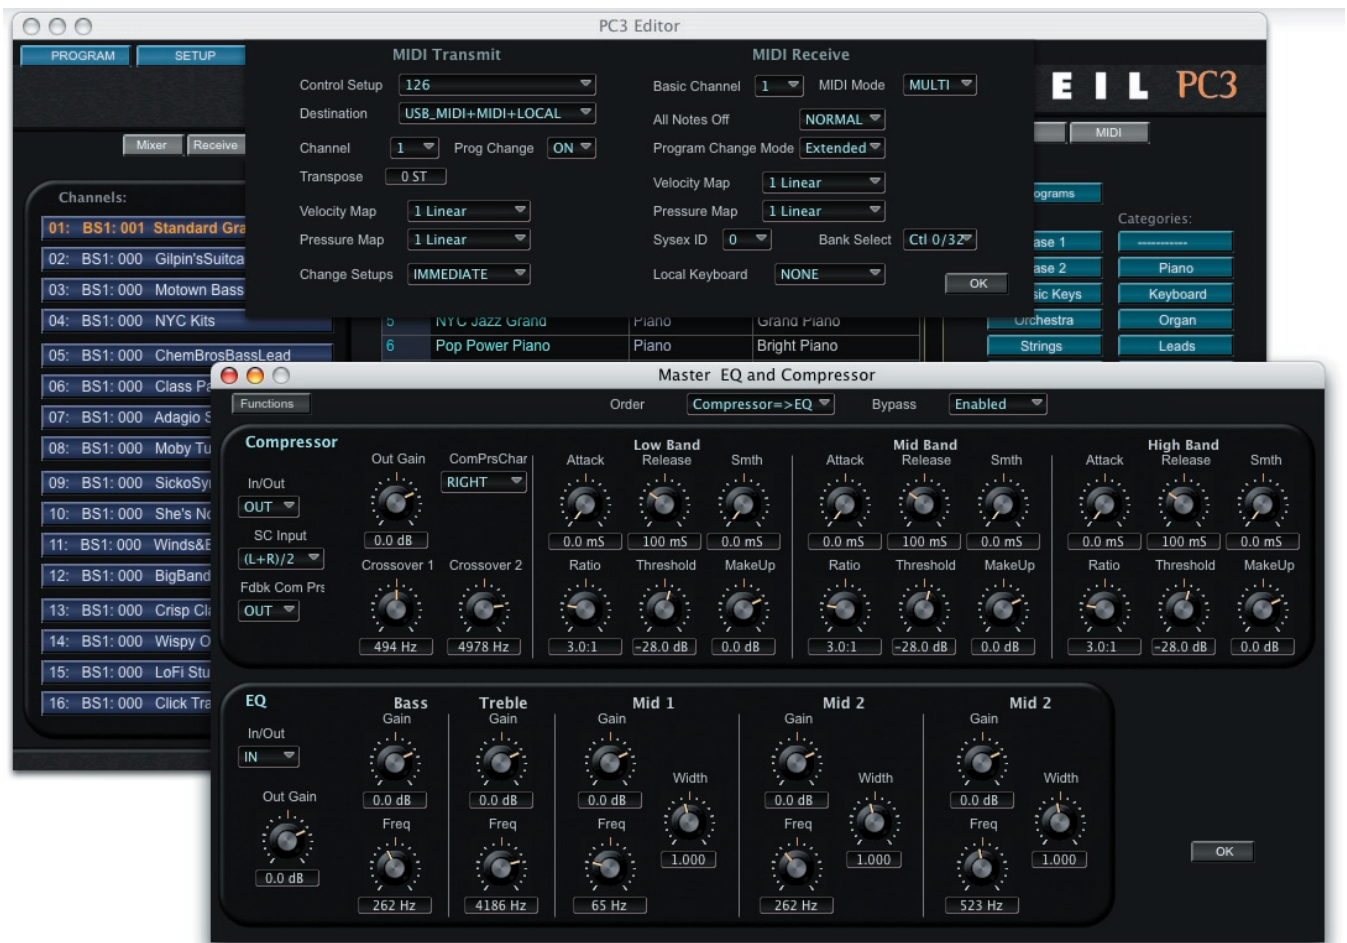 PC3 Editor
PROGRAM SETUP
MIDI Transmit MIDI Receive
Control Setup 126 Basic Channel 1 MIDI Mode MULTI
E I L PC3
Destination USB_MIDI+MIDI+LOCAL All Notes Off NORMAL
Mixer Receive MIDI
Channel 1 Prog Change ON Program Change Mode Extended
Transpose 0 ST Velocity Map 1 Linear
Channels:
Velocity Map 1 Linear Pressure Map 1 Linear Categories:
01: BS1: 001 Standard Gra
Pressure Map 1 Linear Sysex ID 0 Bank Select Ctl 0/32 ase 1 -----------
02: BS1: 000 Gilpin'sSuitca
Change Setups IMMEDIATE Local Keyboard NONE OK ase 2 Piano
03: BS1: 000 Motown Bass Keyboard
04: BS1: 000 NYC Kits 5 NYC Jazz Grand Piano Grand Piano Orchestra Organ
05: BS1: 000 ChemBrosBassLead 6 Pop Power Piano Piano Bright Piano Strings Leads
06: BS1: 000 Class Pa
07: BS1: 000 Adagio S
08: BS1: 000 Moby Tu
09: BS1: 000 SickoSy
10: BS1: 000 She's No
11: BS1: 000 Winds&B
12: BS1: 000 BigBand
13: BS1: 000 Crisp Cla
14: BS1: 000 Wispy O
15: BS1: 000 LoFi Stu
16: BS1: 000 Click Tra
Master EQ and Compressor
Functions Order Compressor=>EQ Bypass Enabled
Compressor Low Band Mid Band High Band
Out Gain ComPrsChar Attack Release Smth Attack Release Smth Attack Release Smth
In/Out RIGHT
OUT
SC Input 0.0 dB 0.0 mS 100 mS 0.0 mS 0.0 mS 100 mS 0.0 mS 0.0 mS 100 mS 0.0 mS
(L+R)/2 Crossover 1 Crossover 2 Ratio Threshold MakeUp Ratio Threshold MakeUp Ratio Threshold MakeUp
Fdbk Com Prs
OUT
494 Hz 4978 Hz 3.0:1 -28.0 dB 0.0 dB 3.0:1 -28.0 dB 0.0 dB 3.0:1 -28.0 dB 0.0 dB
EQ Bass Treble Mid 1 Mid 2 Mid 2
Gain Gain Gain Gain Gain
In/Out
IN
Width Width Width
Out Gain 0.0 dB 0.0 dB 0.0 dB 0.0 dB 0.0 dB
Freq Freq Freq Freq Freq
1.000 1.000 1.000 OK
0.0 dB
262 Hz 4186 Hz 65 Hz 262 Hz 523 Hz